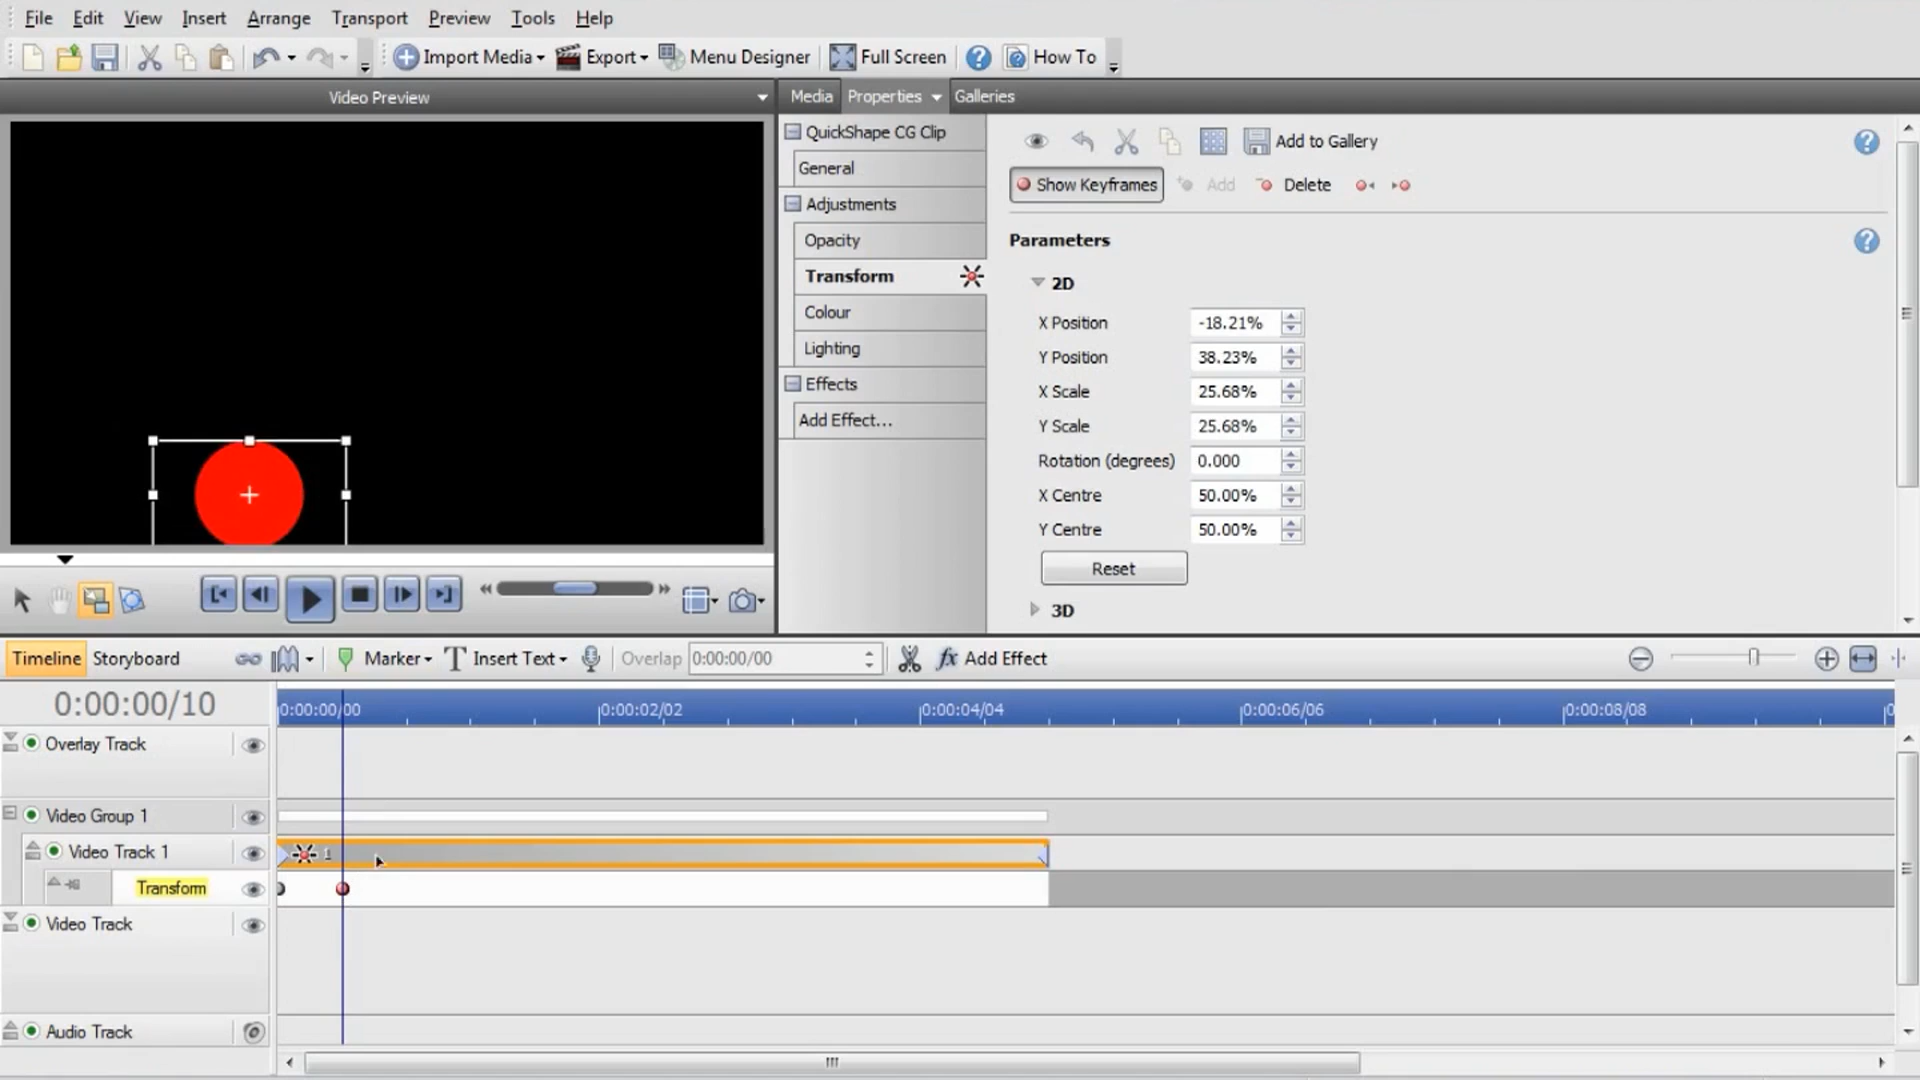 File Edit View Insert Arrange Transport Preview Tools Help
Import Media Export Menu Designer Full Screen How To
Video Preview
Media Properties Galleries
QuickShape CG Clip
General
Adjustments
Opacity
Transform
Colour
Lighting
Effects
Add Effect...
Add to Gallery
Show Keyframes Add Delete
Parameters
2D
X Position -18.21%
Y Position 38.23%
X Scale 25.68%
Y Scale 25.68%
Rotation (degrees) 0.000
X Centre 50.00%
Y Centre 50.00%
Reset
3D
Timeline Storyboard Marker Insert Text Overlap 0:00:00/00 fx Add Effect
0:00:00/10 0:00:00/00 0:00:02/02 0:00:04/04 0:00:06/06 0:00:08/08 0
Overlay Track
Video Group 1
Video Track 1 1
Transform
Video Track
Audio Track